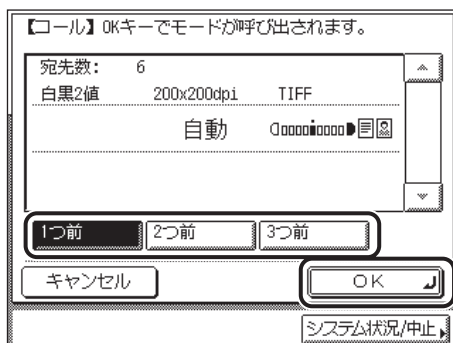 【コール】OKキーでモードが呼び出されます。
宛先数: 6
白黒2値 200x200dpi TIFF
自動
1つ前 2つ前 3つ前
キャンセル OK
システム状況/中止